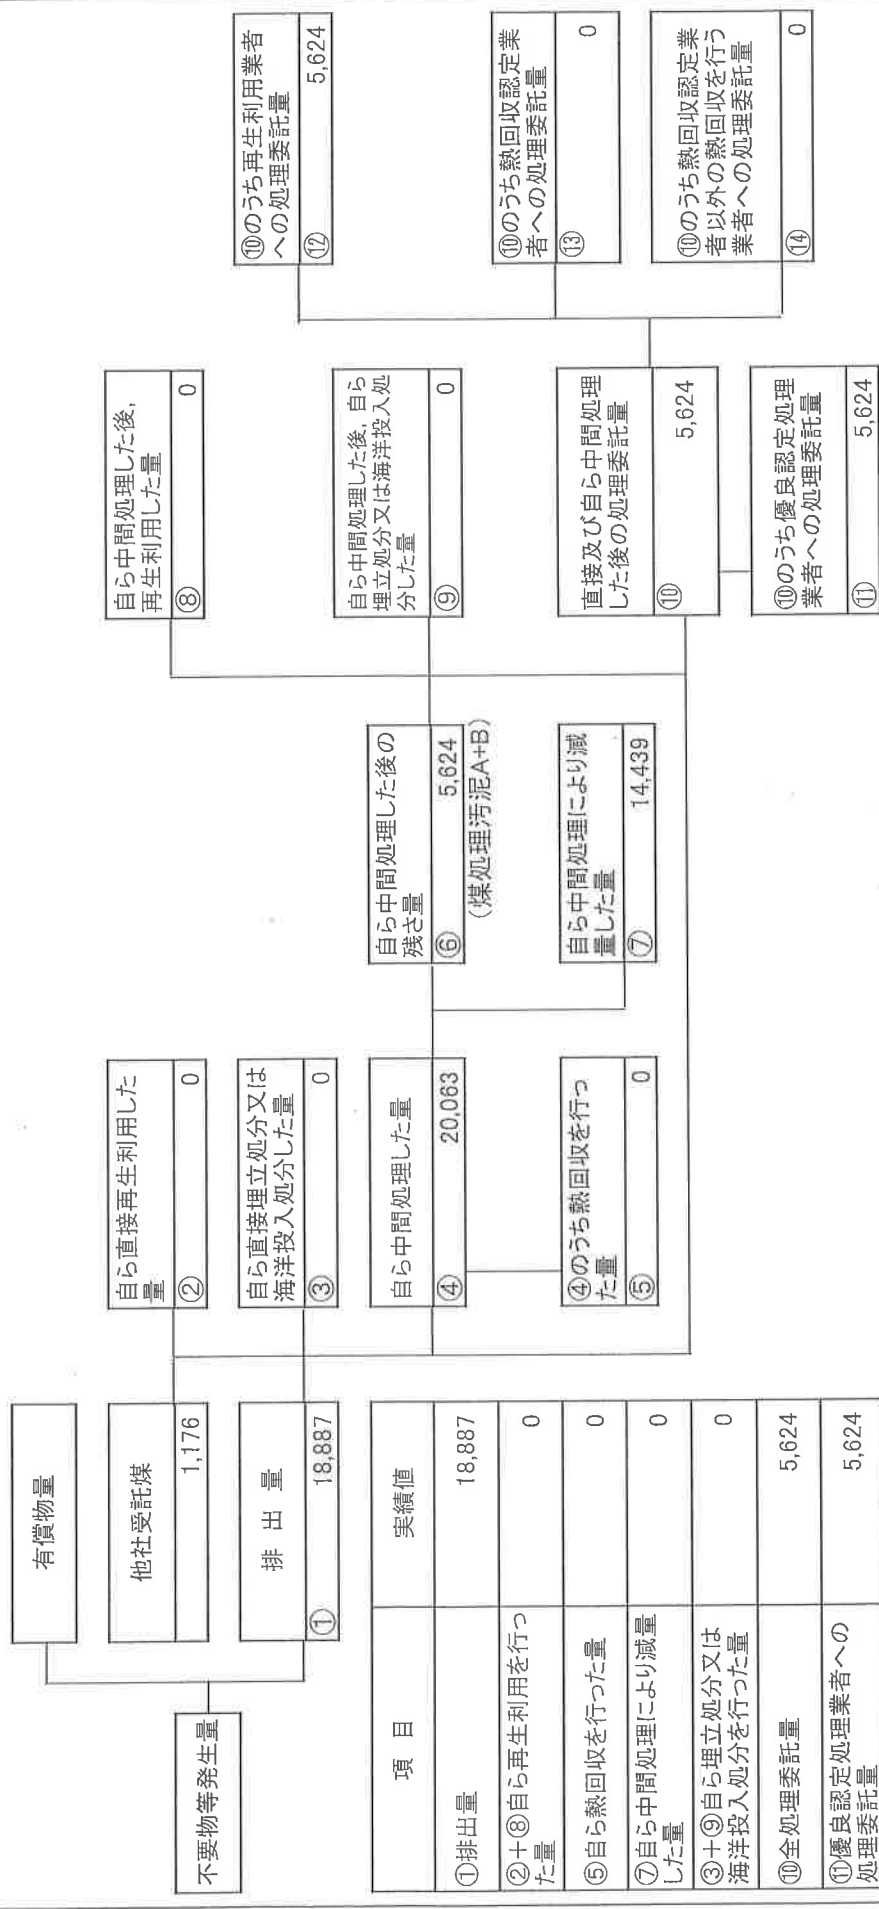 有償物量
不要物等発生量
他社受託煤
1,176
排 出 量
① 18,887
自ら直接再生利用した
量
② 0
自ら直接埋立処分又は
海洋投入処分した量
③ 0
自ら中間処理した量
④ 20,063
④のうち熱回収を行っ
た量
⑤ 0
自ら中間処理した後の
残さ量
⑥ 5,624
(煤処理汚泥A+B)
自ら中間処理により減
量した量
⑦ 14,439
自ら中間処理した後,
再生利用した量
⑧ 0
自ら中間処理した後, 自ら
埋立処分又は海洋投入処
分した量
⑨ 0
直接及び自ら中間処理
した後の処理委託量
⑩ 5,624
⑩のうち優良認定処理
業者への処理委託量
⑪ 5,624
⑩のうち再生利用業者
への処理委託量
⑫ 5,624
⑩のうち熱回収認定業
者への処理委託量
⑬ 0
⑩のうち熱回収認定業
者以外の熱回収を行う
業者への処理委託量
⑭ 0
項 目 実績値
①排出量 18,887
②+⑧自ら再生利用を行っ
た量 0
⑤自ら熱回収を行った量 0
⑦自ら中間処理により減量
した量 0
③+⑨自ら埋立処分又は
海洋投入処分を行った量 0
⑩全処理委託量 5,624
⑪優良認定処理業者への
処理委託量 5,624